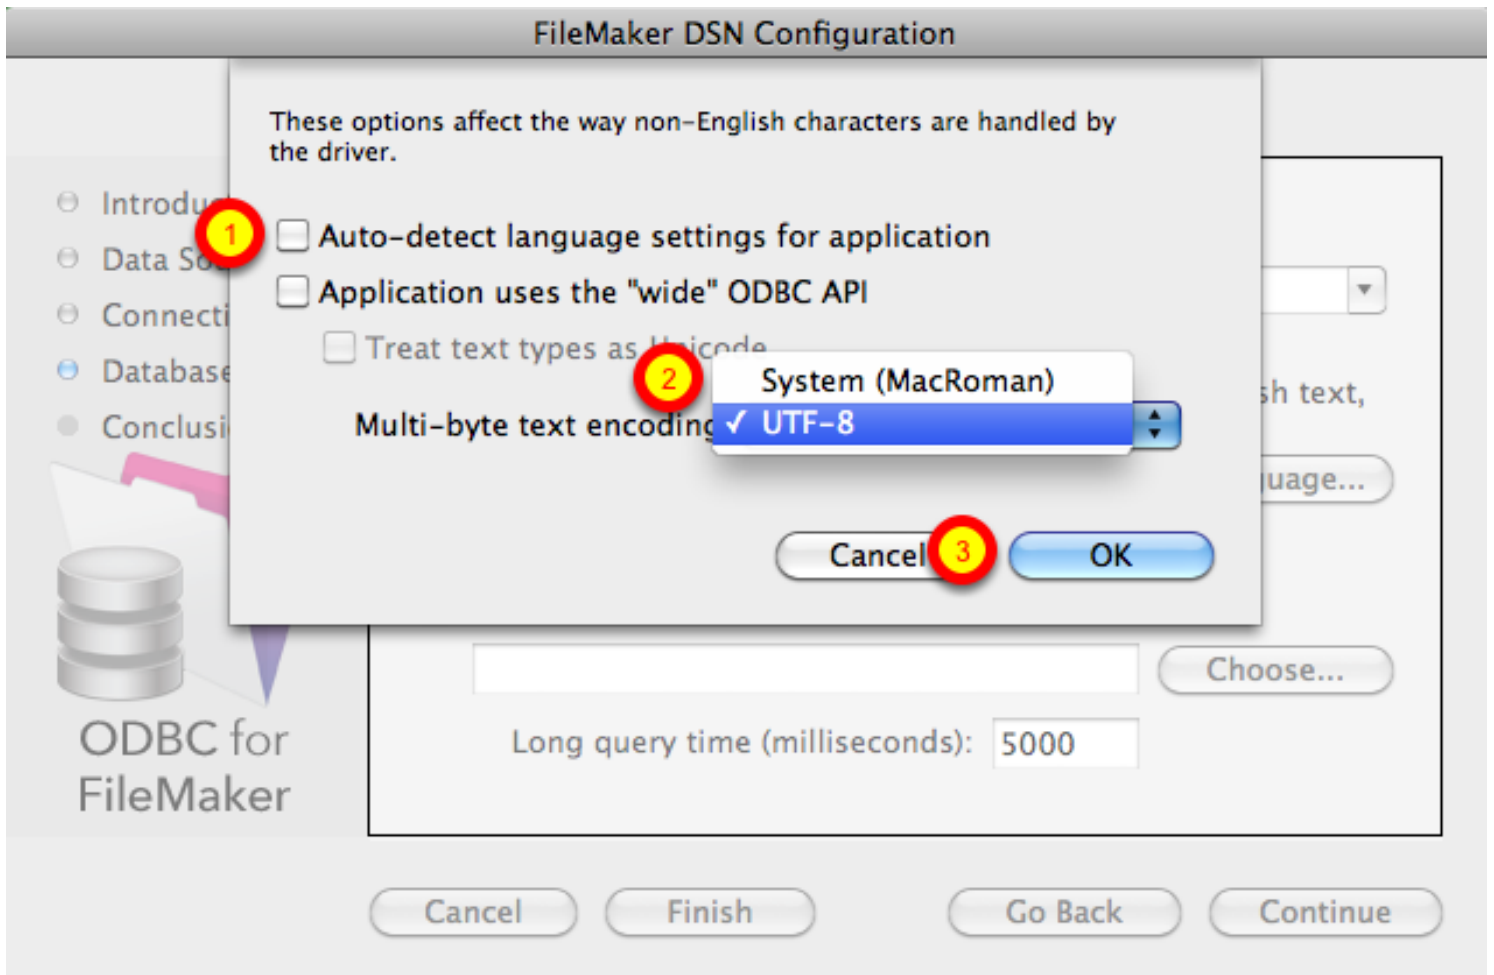 FileMaker DSN Configuration
These options affect the way non-English characters are handled by
the driver.
Introduc
1
Auto-detect language settings for application
Data So
Application uses the "wide" ODBC API
Connecti
Treat text types as Unicode
2
System (MacRoman)
Database
sh text,
Multi-byte text encoding
✓ UTF-8
Conclusi
uage...
Cancel
3
OK
Choose...
ODBC for
FileMaker
Long query time (milliseconds):
5000
Cancel
Finish
Go Back
Continue